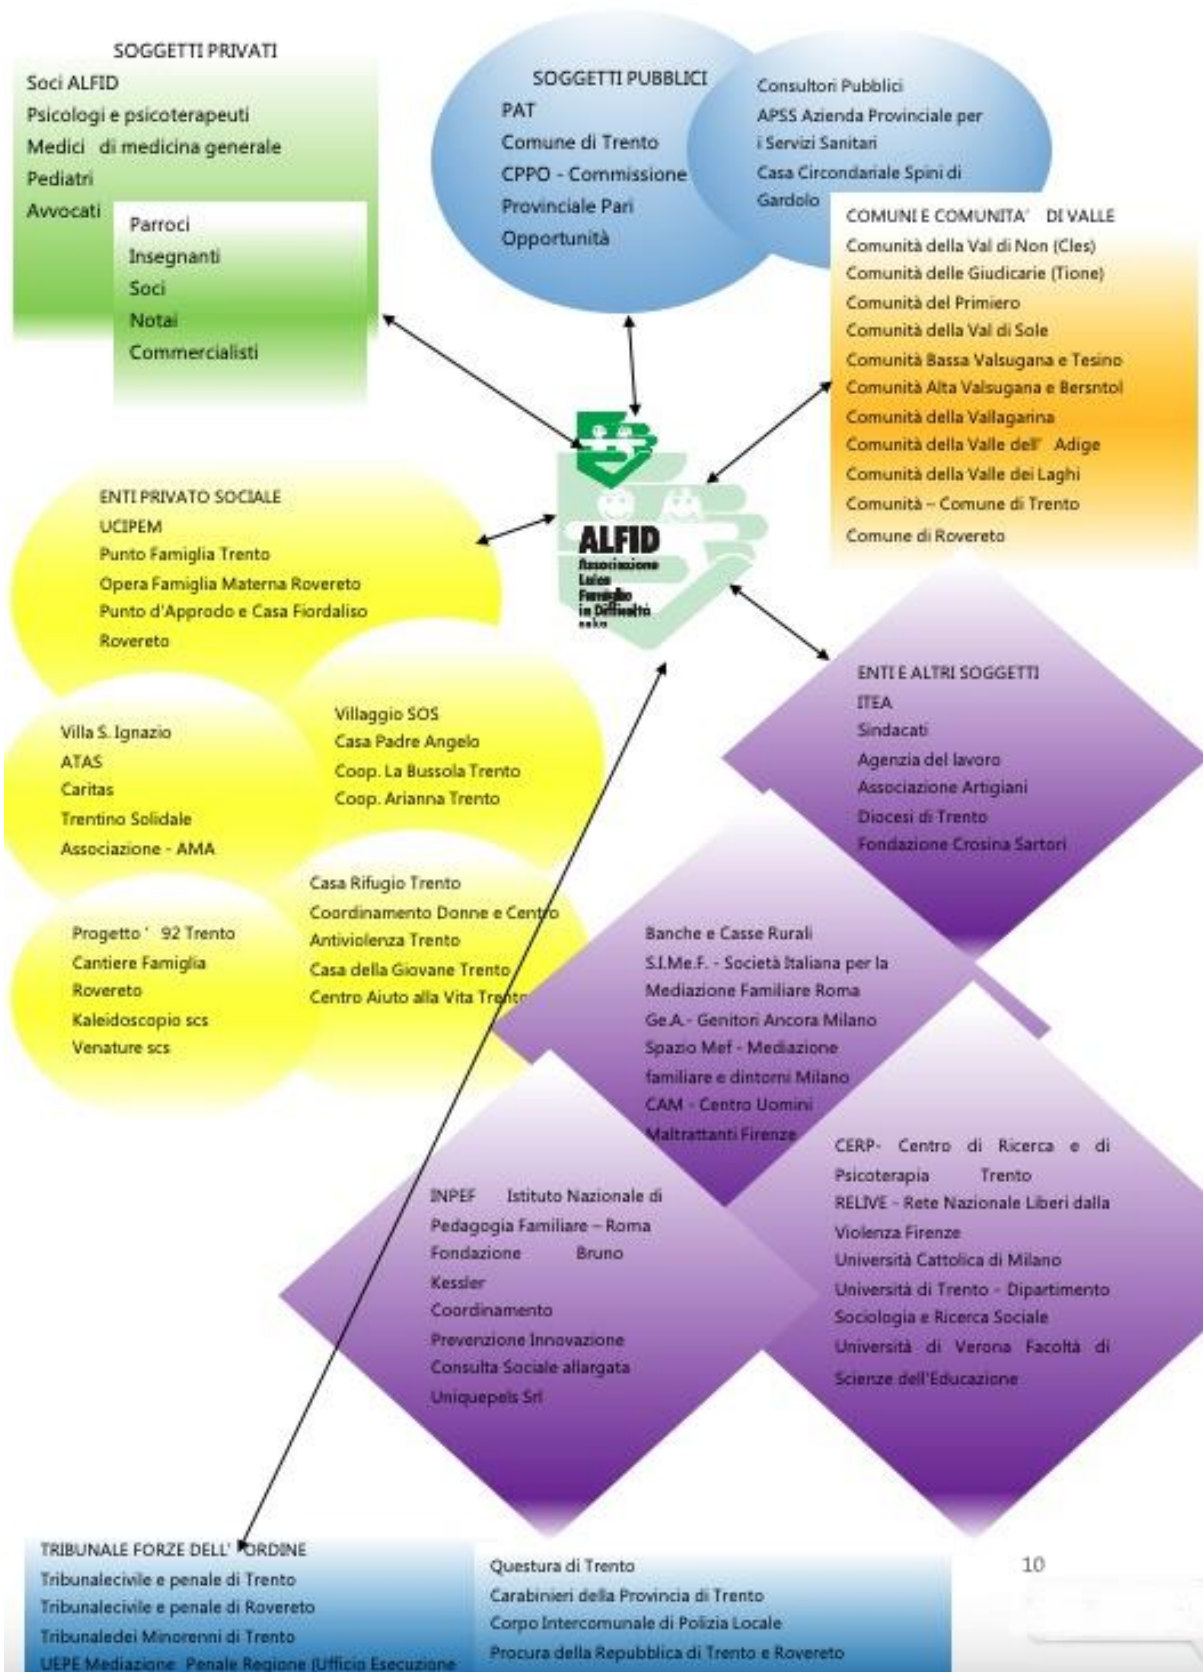 SOGGETTI PRIVATI
Soci ALFID
Psicologi e psicoterapeuti
Medici di medicina generale
Pediatri
Avvocati
Parroci
Insegnanti
Soci
Notai
Commercialisti
SOGGETTI PUBBLICI
PAT
Comune di Trento
CPPO - Commissione
Provinciale Pari
Opportunità
Consultori Pubblici
APSS Azienda Provinciale per
i Servizi Sanitari
Casa Circondariale Spini di
Gardolo
COMUNI E COMUNITA' DI VALLE
Comunità della Val di Non (Cles)
Comunità delle Giudicarie (Tione)
Comunità del Primiero
Comunità della Val di Sole
Comunità Bassa Valsugana e Tesino
Comunità Alta Valsugana e Bersntol
Comunità della Vallagarina
Comunità della Valle dell' Adige
Comunità della Valle dei Laghi
Comunità – Comune di Trento
Comune di Rovereto
ALFID
Associazione
Laica
Famiglie
in Difficoltà
ENTI PRIVATO SOCIALE
UCIPEM
Punto Famiglia Trento
Opera Famiglia Materna Rovereto
Punto d'Approdo e Casa Fiordaliso
Rovereto
Villa S. Ignazio
ATAS
Caritas
Trentino Solidale
Associazione - AMA
Villaggio SOS
Casa Padre Angelo
Coop. La Bussola Trento
Coop. Arianna Trento
Casa Rifugio Trento
Coordinamento Donne e Centro
Antiviolenza Trento
Casa della Giovane Trento
Centro Aiuto alla Vita Trento
Progetto ' 92 Trento
Cantiere Famiglia
Rovereto
Kaleidoscopio scs
Venature scs
ENTI E ALTRI SOGGETTI
ITEA
Sindacati
Agenzia del lavoro
Associazione Artigiani
Diocesi di Trento
Fondazione Crosina Sartori
Banche e Casse Rurali
S.I.Me.F. - Società Italiana per la
Mediazione Familiare Roma
Ge.A.- Genitori Ancora Milano
Spazio Mef - Mediazione
familiare e dintorni Milano
CAM - Centro Uomini
Maltrattanti Firenze
CERP- Centro di Ricerca e di
Psicoterapia Trento
RELIVE - Rete Nazionale Liberi dalla
Violenza Firenze
Università Cattolica di Milano
Università di Trento - Dipartimento
Sociologia e Ricerca Sociale
Università di Verona Facoltà di
Scienze dell'Educazione
INPEF Istituto Nazionale di
Pedagogia Familiare – Roma
Fondazione Bruno
Kessler
Coordinamento
Prevenzione Innovazione
Consulta Sociale allargata
Uniquepels Srl
TRIBUNALE FORZE DELL' ORDINE
Tribunalecivile e penale di Trento
Tribunalecivile e penale di Rovereto
Tribunaledei Minorenni di Trento
UEPE Mediazione Penale Regione (Ufficio Esecuzione
Questura di Trento
Carabinieri della Provincia di Trento
Corpo Intercomunale di Polizia Locale
Procura della Repubblica di Trento e Rovereto
10